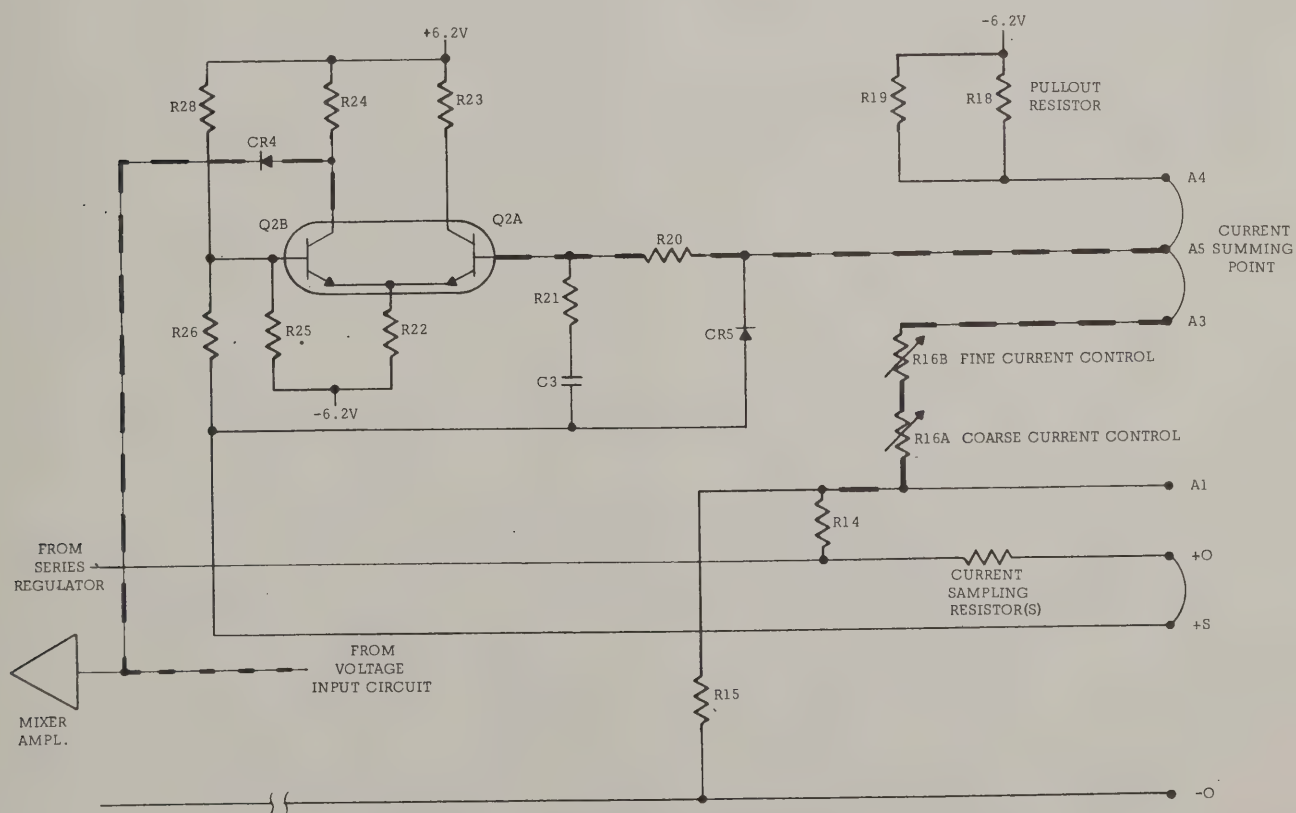 +6.2V
-6.2V
R28
R24
R23
R19
R18
PULLOUT
RESISTOR
CR4
A4
Q2B
Q2A
R20
A5
CURRENT
SUMMING
POINT
R21
R26
R25
R22
CR5
A3
R16B FINE CURRENT CONTROL
C3
-6.2V
R16A COARSE CURRENT CONTROL
A1
R14
FROM
SERIES
REGULATOR
+O
CURRENT
SAMPLING
RESISTOR(S)
+S
FROM
VOLTAGE
INPUT CIRCUIT
R15
MIXER
AMPL.
-O